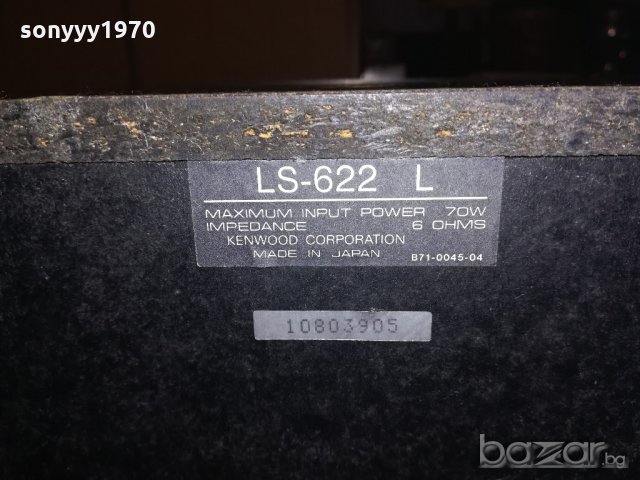 sonyyy1970
LS-622 L
MAXIMUM INPUT POWER 70W
IMPEDANCE 6 OHMS
KENWOOD CORPORATION
MADE IN JAPAN B71-0045-04
10803905
bazar.bg